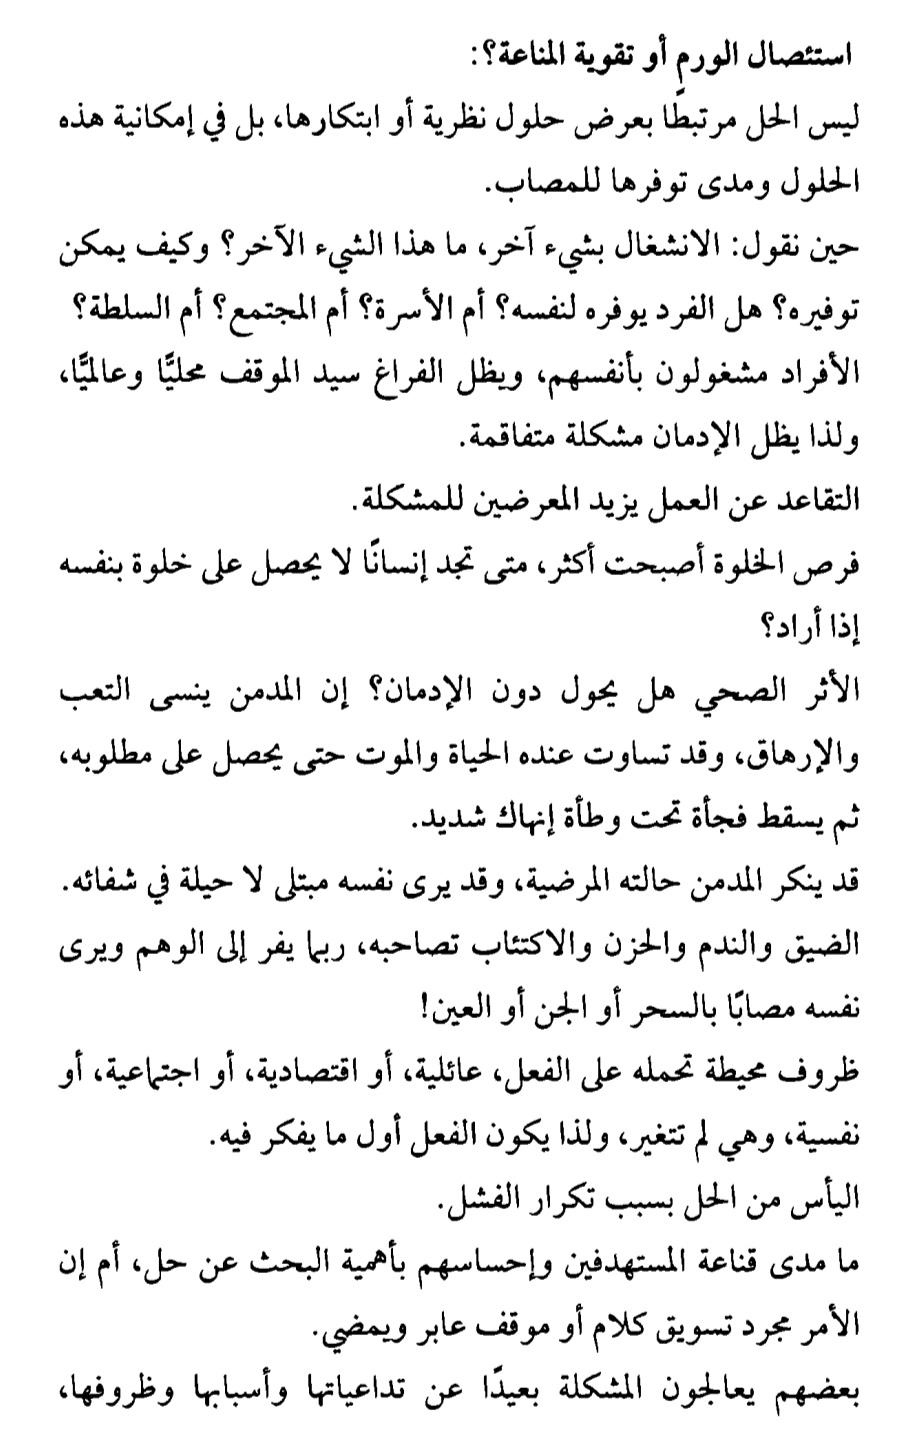 استئصال الورمِ أو تقوية المناعة؟:
ليس الحل مرتبطًا بعرض حلول نظرية أو ابتكارها، بل في إمكانية هذه
الحلول ومدى توفرها للمصاب.
حين نقول: الانشغال بشيء آخر، ما هذا الشيء الآخر؟ وكيف يمكن
توفيره؟ هل الفرد يوفره لنفسه؟ أم الأسرة؟ أم المجتمع؟ أم السلطة؟
الأفراد مشغولون بأنفسهم، ويظل الفراغ سيد الموقف محليًّا وعالميًّا،
ولذا يظل الإدمان مشكلة متفاقمة.
التقاعد عن العمل يزيد المعرضين للمشكلة.
فرص الخلوة أصبحت أكثر، متى تجد إنسانًا لا يحصل على خلوة بنفسه
إذا أراد؟
الأثر الصحي هل يحول دون الإدمان؟ إن المدمن ينسى التعب
والإرهاق، وقد تساوت عنده الحياة والموت حتى يحصل على مطلوبه،
ثم يسقط فجأة تحت وطأة إنهاك شديد.
قد ينكر المدمن حالته المرضية، وقد يرى نفسه مبتلى لا حيلة في شفائه.
الضيق والندم والحزن والاكتئاب تصاحبه، ربما يفر إلى الوهم ويرى
نفسه مصابًا بالسحر أو الجن أو العين!
ظروف محيطة تحمله على الفعل، عائلية، أو اقتصادية، أو اجتماعية، أو
نفسية، وهي لم تتغير، ولذا يكون الفعل أول ما يفكر فيه.
اليأس من الحل بسبب تكرار الفشل.
ما مدى قناعة المستهدفين وإحساسهم بأهمية البحث عن حل، أم إن
الأمر مجرد تسويق كلام أو موقف عابر ويمضي.
بعضهم يعالجون المشكلة بعيدًا عن تداعياتها وأسبابها وظروفها،